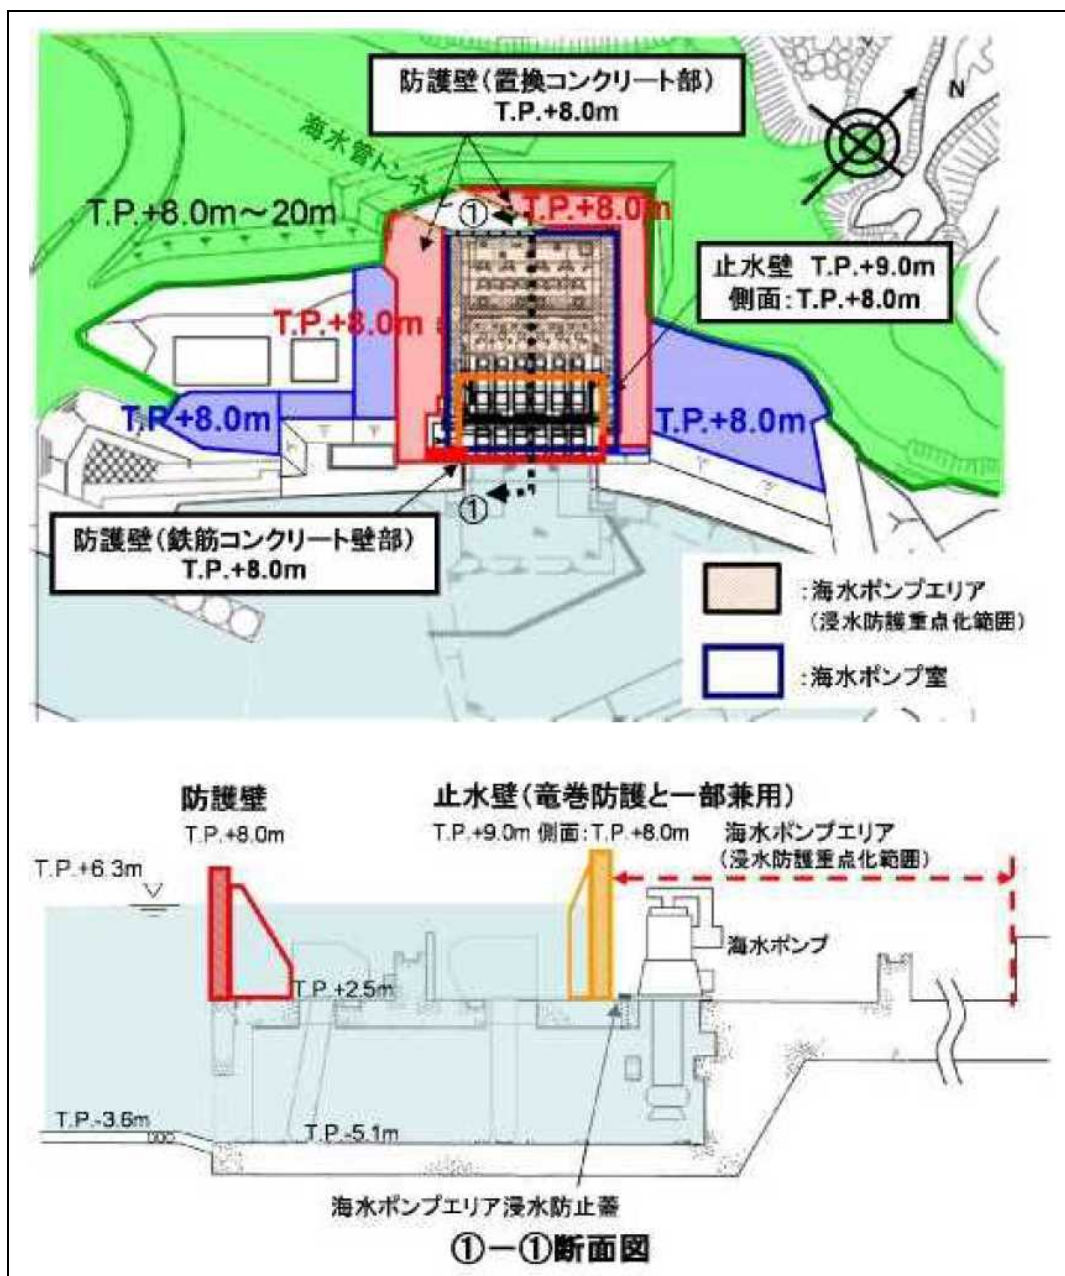 防護壁(置換コンクリート部)
T.P.+8.0m
N
海水管トンネ
T.P.+8.0m～20m
①
T.P.+8.0m
止水壁 T.P.+9.0m
側面:T.P.+8.0m
T.P.+8.0m
T.P.+8.0m
T.P.+8.0m
①
防護壁(鉄筋コンクリート壁部)
T.P.+8.0m
:海水ポンプエリア
(浸水防護重点化範囲)
:海水ポンプ室
防護壁
T.P.+8.0m
止水壁(竜巻防護と一部兼用)
T.P.+9.0m 側面:T.P.+8.0m
海水ポンプエリア
(浸水防護重点化範囲)
T.P.+6.3m
海水ポンプ
T.P.+2.5m
T.P.-3.6m
T.P.-5.1m
海水ポンプエリア浸水防止蓋
①－①断面図